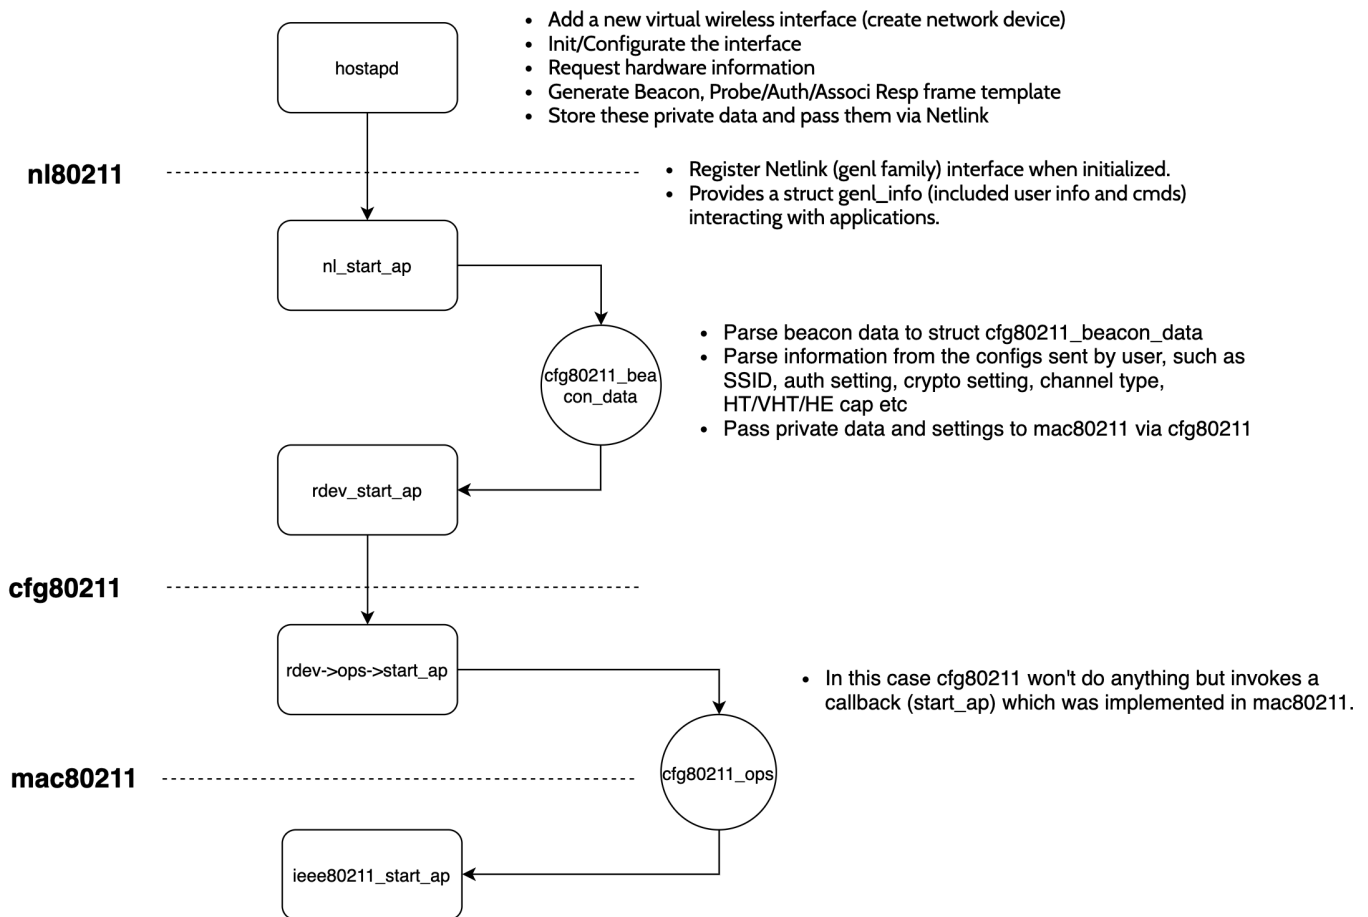 • Add a new virtual wireless interface (create network device)
• Init/Configurate the interface
hostapd
• Request hardware information
• Generate Beacon, Probe/Auth/Associ Resp frame template
• Store these private data and pass them via Netlink
nl80211
• Register Netlink (genl family) interface when initialized.
• Provides a struct genl_info (included user info and cmds)
interacting with applications.
nl_start_ap
• Parse beacon data to struct cfg80211_beacon_data
• Parse information from the configs sent by user, such as
SSID, auth setting, crypto setting, channel type,
HT/VHT/HE cap etc
• Pass private data and settings to mac80211 via cfg80211
cfg80211_bea
con_data
rdev_start_ap
cfg80211
rdev->ops->start_ap
• In this case cfg80211 won't do anything but invokes a
callback (start_ap) which was implemented in mac80211.
cfg80211_ops
mac80211
ieee80211_start_ap